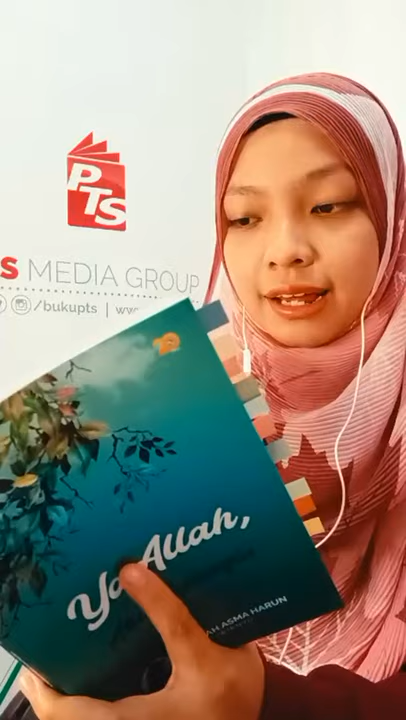 PTS
S MEDIA GROUP
/bukupts | ww
Ya Allah,
AH ASMA HARUN